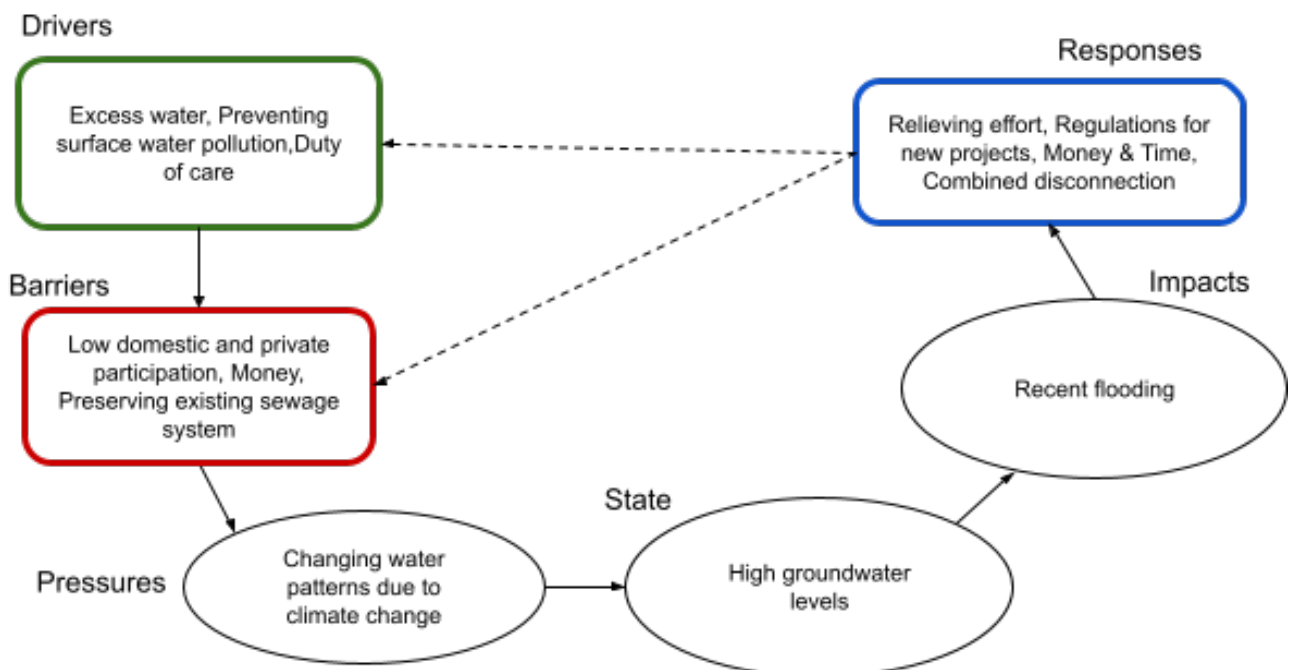 Drivers
Excess water, Preventing
surface water pollution,Duty
of care
Responses
Relieving effort, Regulations for
new projects, Money & Time,
Combined disconnection
Barriers
Low domestic and private
participation, Money,
Preserving existing sewage
system
Impacts
Recent flooding
Pressures
Changing water
patterns due to
climate change
State
High groundwater
levels